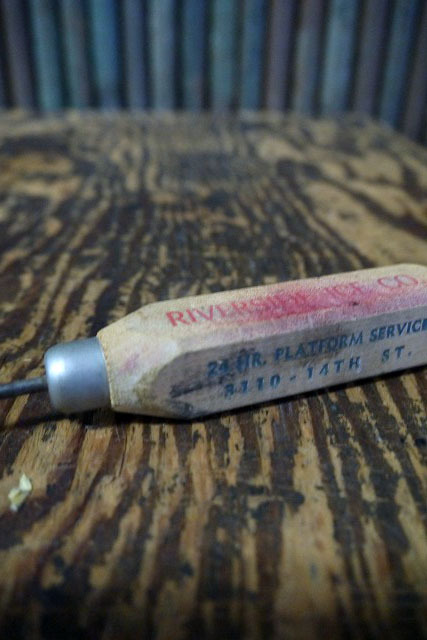 RIVERSIDE ICE CO.
24 HR. PLATFORM SERVICE
3110 - 14TH ST.